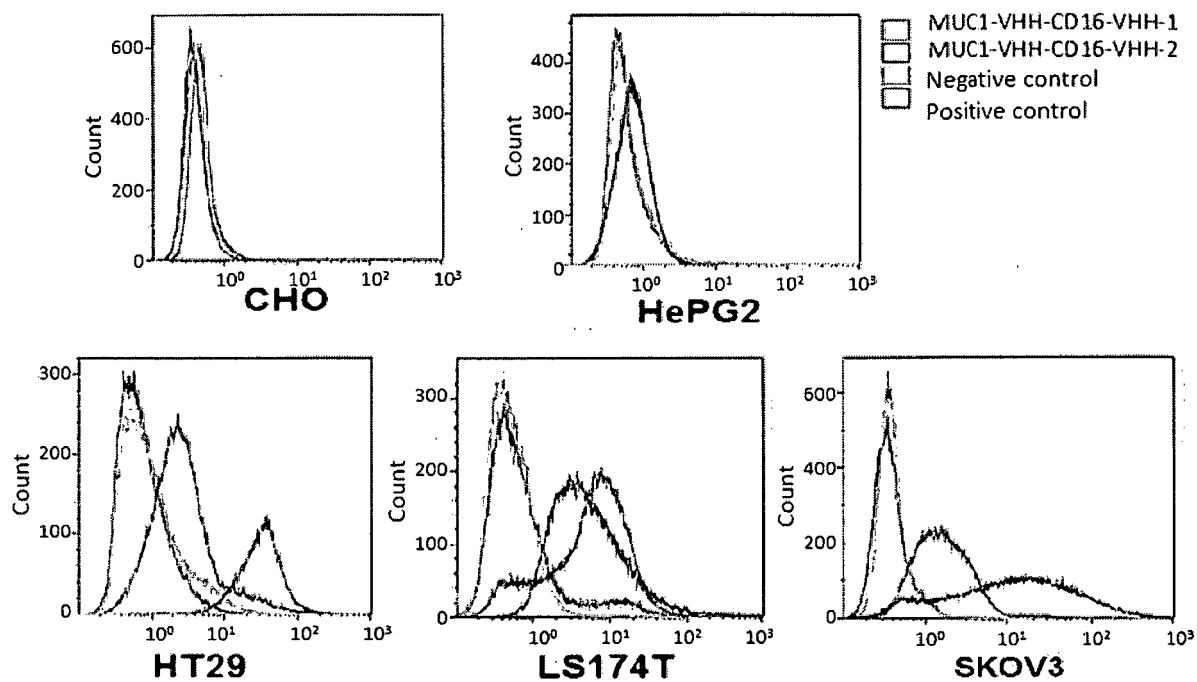 MUC1-VHH-CD16-VHH-1
MUC1-VHH-CD16-VHH-2
Negative control
Positive control
600
400
200
0
Count
10⁰ 10¹ 10² 10³
CHO
400
300
200
100
0
Count
10⁰ 10¹ 10² 10³
HePG2
300
200
100
0
Count
10⁰ 10¹ 10² 10³
HT29
300
200
100
0
Count
10⁰ 10¹ 10² 10³
LS174T
600
400
200
0
Count
10⁰ 10¹ 10² 10³
SKOV3